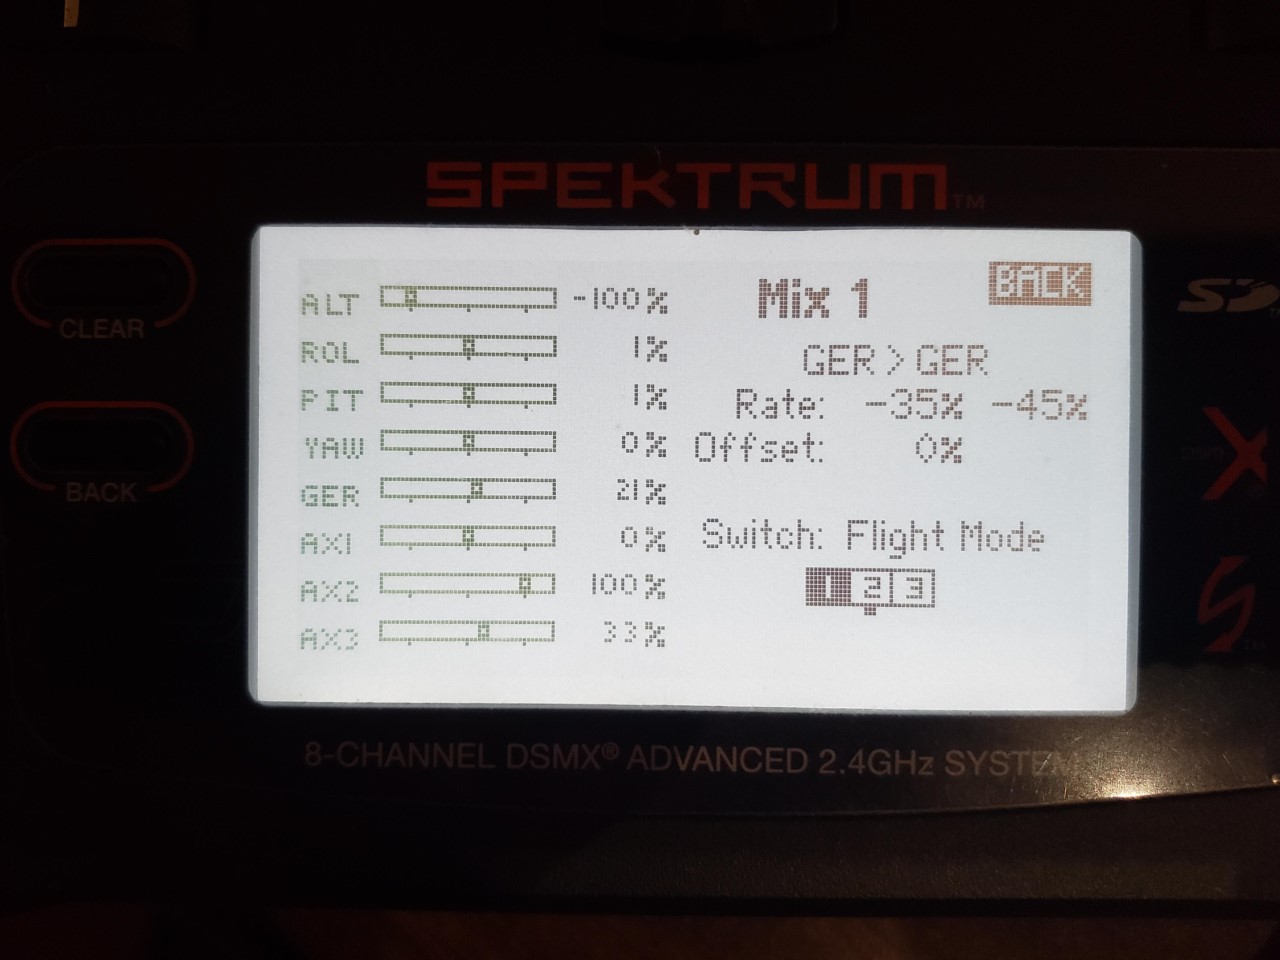 SPEKTRUM™
CLEAR
BACK
ALT -100%
ROL 1%
PIT 1%
YAW 0%
GER 21%
AX1 0%
AX2 100%
AX3 33%
Mix 1
BACK
GER > GER
Rate: -35% -45%
Offset: 0%
Switch: Flight Mode
1 2 3
8-CHANNEL DSMX® ADVANCED 2.4GHz SYSTEM